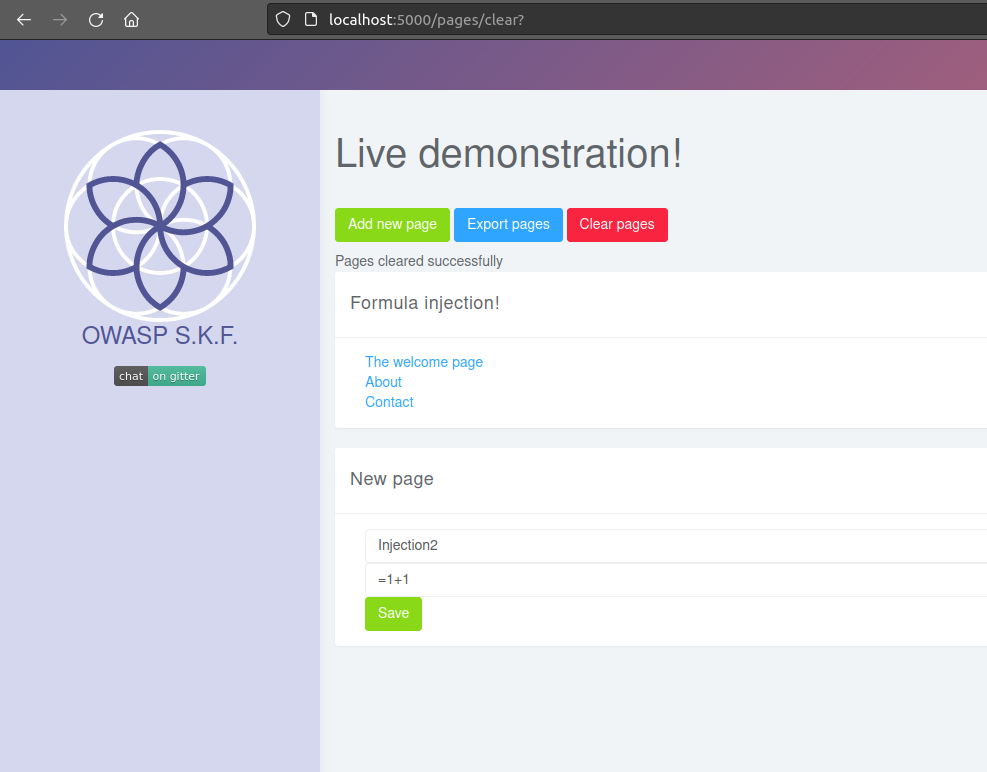 localhost:5000/pages/clear?
Live demonstration!
Add new page Export pages Clear pages
Pages cleared successfully
Formula injection!
The welcome page
About
Contact
OWASP S.K.F.
chat on gitter
New page
Injection2
=1+1
Save